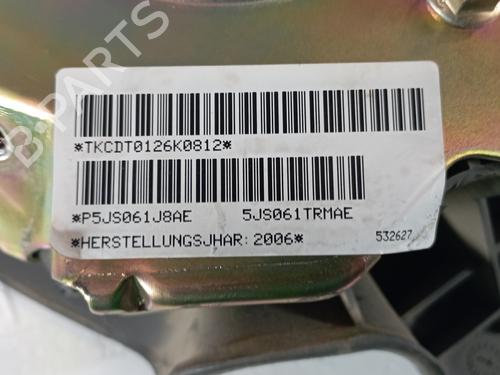 B-PARTS
*TKCDT0126K0812*
*P5JS061J8AE 5JS061TRMAE
*HERSTELLUNGSJHAR: 2006* 532627